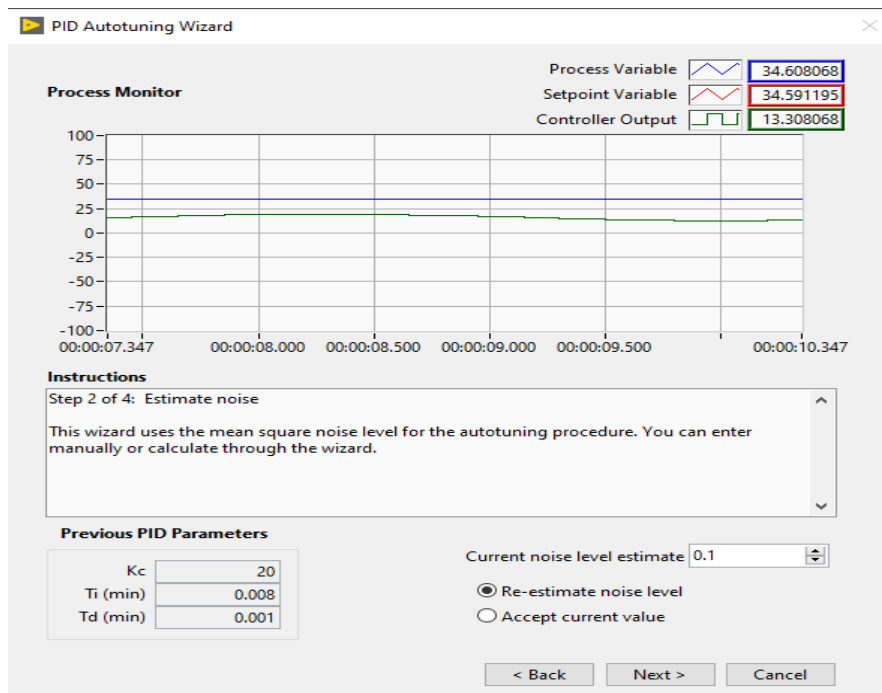 PID Autotuning Wizard
Process Variable 34.608068
Process Monitor
Setpoint Variable 34.591195
Controller Output 13.308068
100
75
50
25
0
-25
-50
-75
-100
00:00:07.347 00:00:08.000 00:00:08.500 00:00:09.000 00:00:09.500 00:00:10.347
Instructions
Step 2 of 4: Estimate noise
This wizard uses the mean square noise level for the autotuning procedure. You can enter
manually or calculate through the wizard.
Previous PID Parameters
Kc 20
Ti (min) 0.008
Td (min) 0.001
Current noise level estimate 0.1
Re-estimate noise level
Accept current value
< Back Next > Cancel